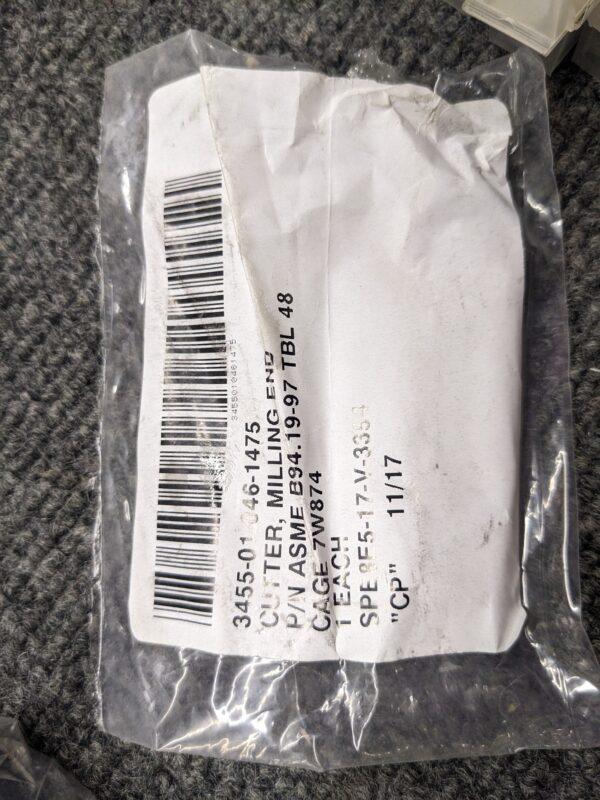 3455010461475
3455-01 046-1475
CUTTER, MILLING END
P/N ASME B94.19-97 TBL 48
CAGE 7W874
1 EACH
"CP" 11/17